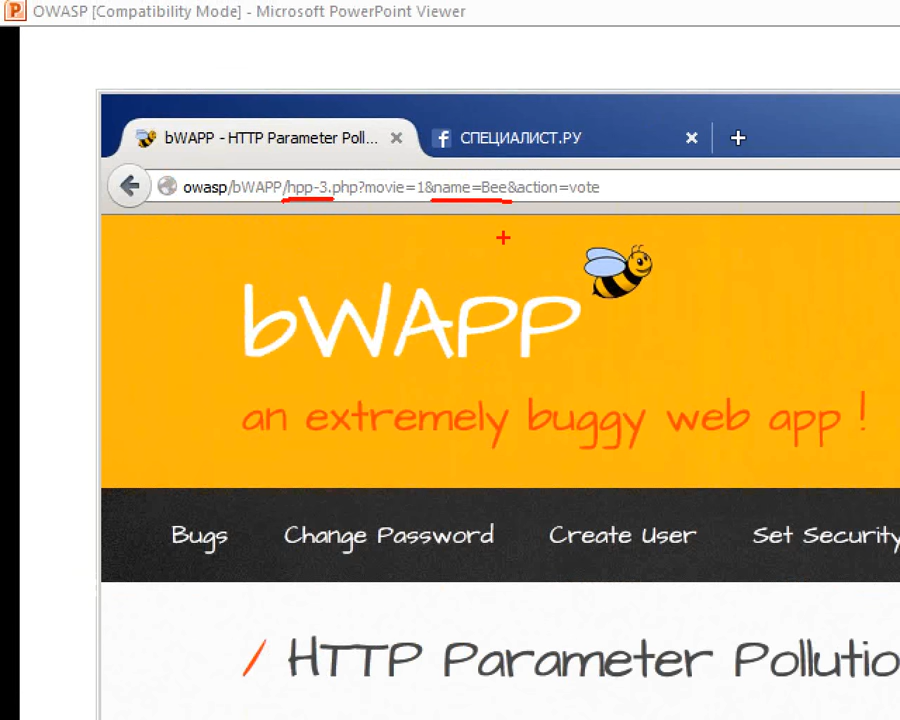 OWASP [Compatibility Mode] - Microsoft PowerPoint Viewer
bWAPP - HTTP Parameter Poll...
СПЕЦИАЛИСТ.РУ
owasp/bWAPP/hpp-3.php?movie=1&name=Bee&action=vote
bWAPP
an extremely buggy web app !
Bugs Change Password Create User Set Security
/ HTTP Parameter Pollutio